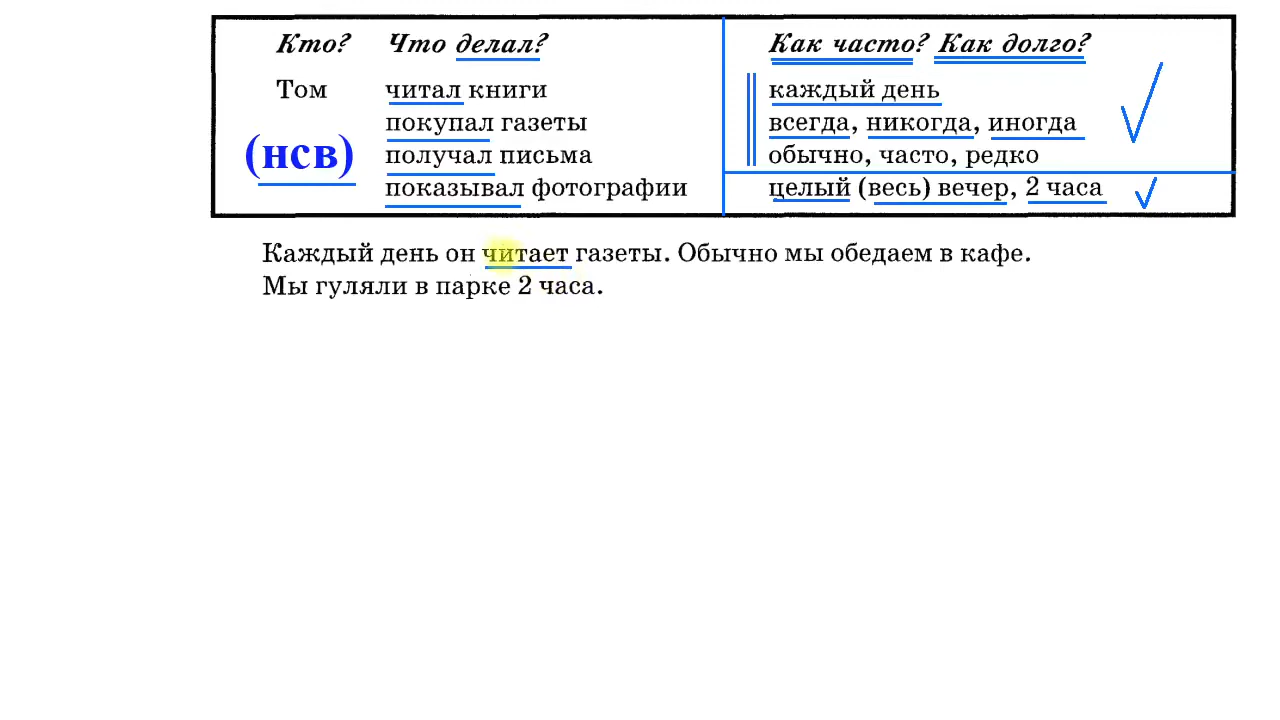 Кто? Что делал? Как часто? Как долго?
Том читал книги каждый день
покупал газеты всегда, никогда, иногда
(нсв) получал письма обычно, часто, редко
показывал фотографии целый (весь) вечер, 2 часа
Каждый день он читает газеты. Обычно мы обедаем в кафе.
Мы гуляли в парке 2 часа.